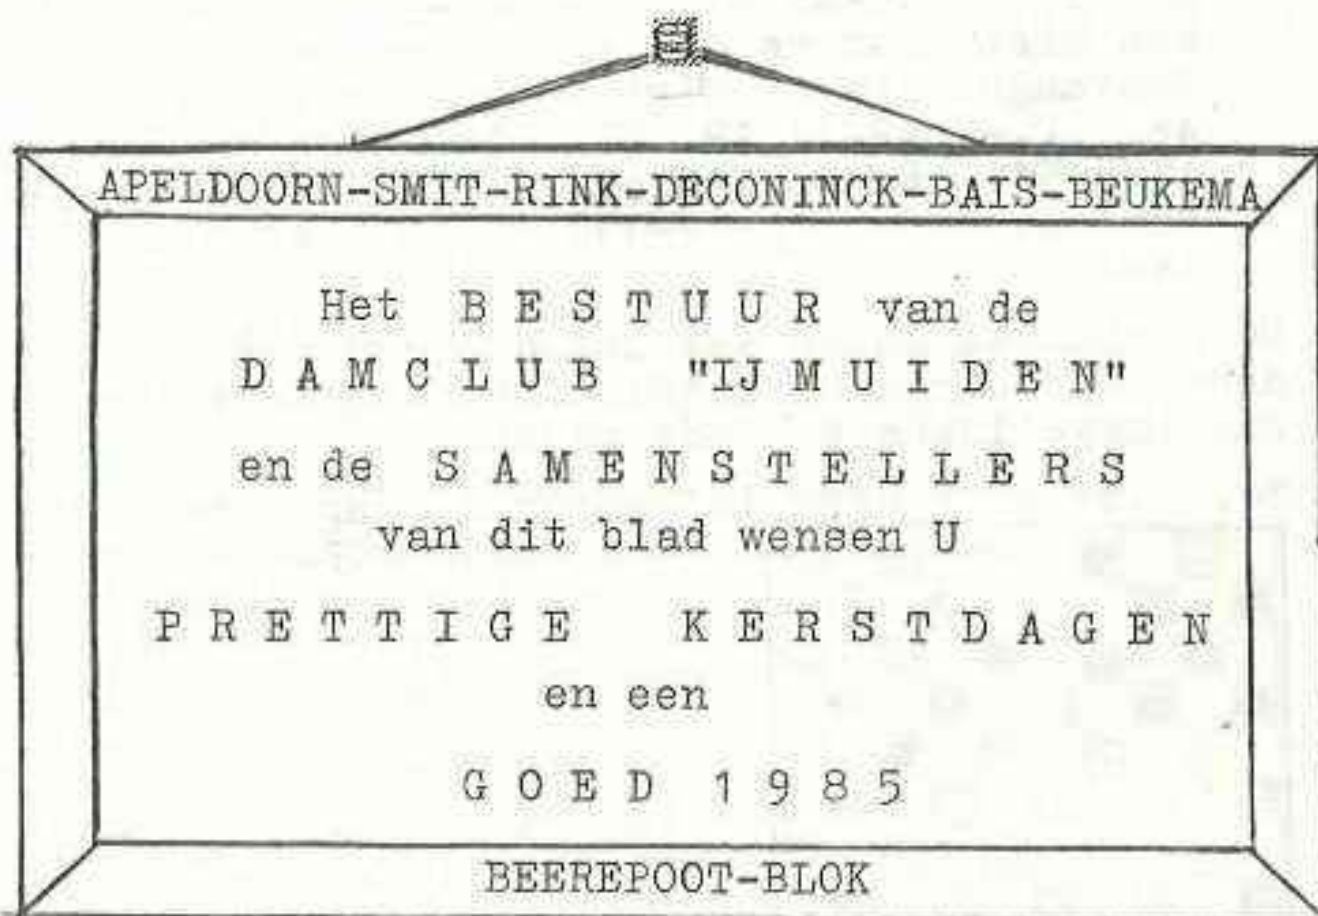 APELDOORN-SMIT-RINK-DECONINCK-BAIS-BEUKEMA
Het B E S T U U R van de
D A M C L U B "IJ M U I D E N"
en de S A M E N S T E L L E R S
van dit blad wensen U
P R E T T I G E K E R S T D A G E N
en een
G O E D 1 9 8 5
BEEREPOOT-BLOK